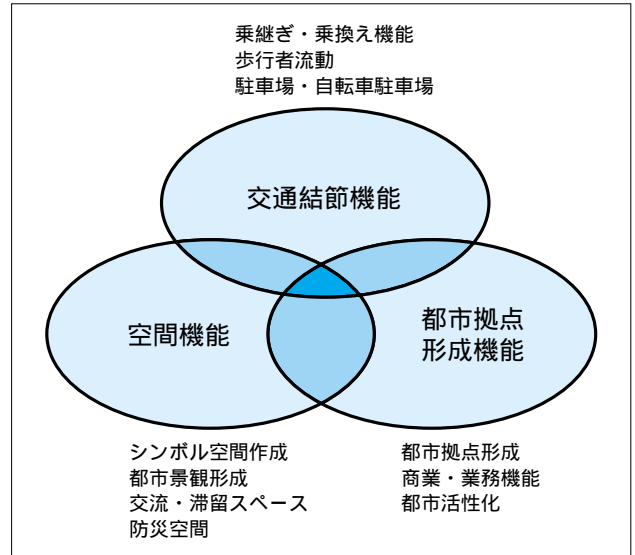 乗継ぎ・乗換え機能
歩行者流動
駐車場・自転車駐車場
交通結節機能
空間機能
都市拠点
形成機能
シンボル空間作成
都市景観形成
交流・滞留スペース
防災空間
都市拠点形成
商業・業務機能
都市活性化